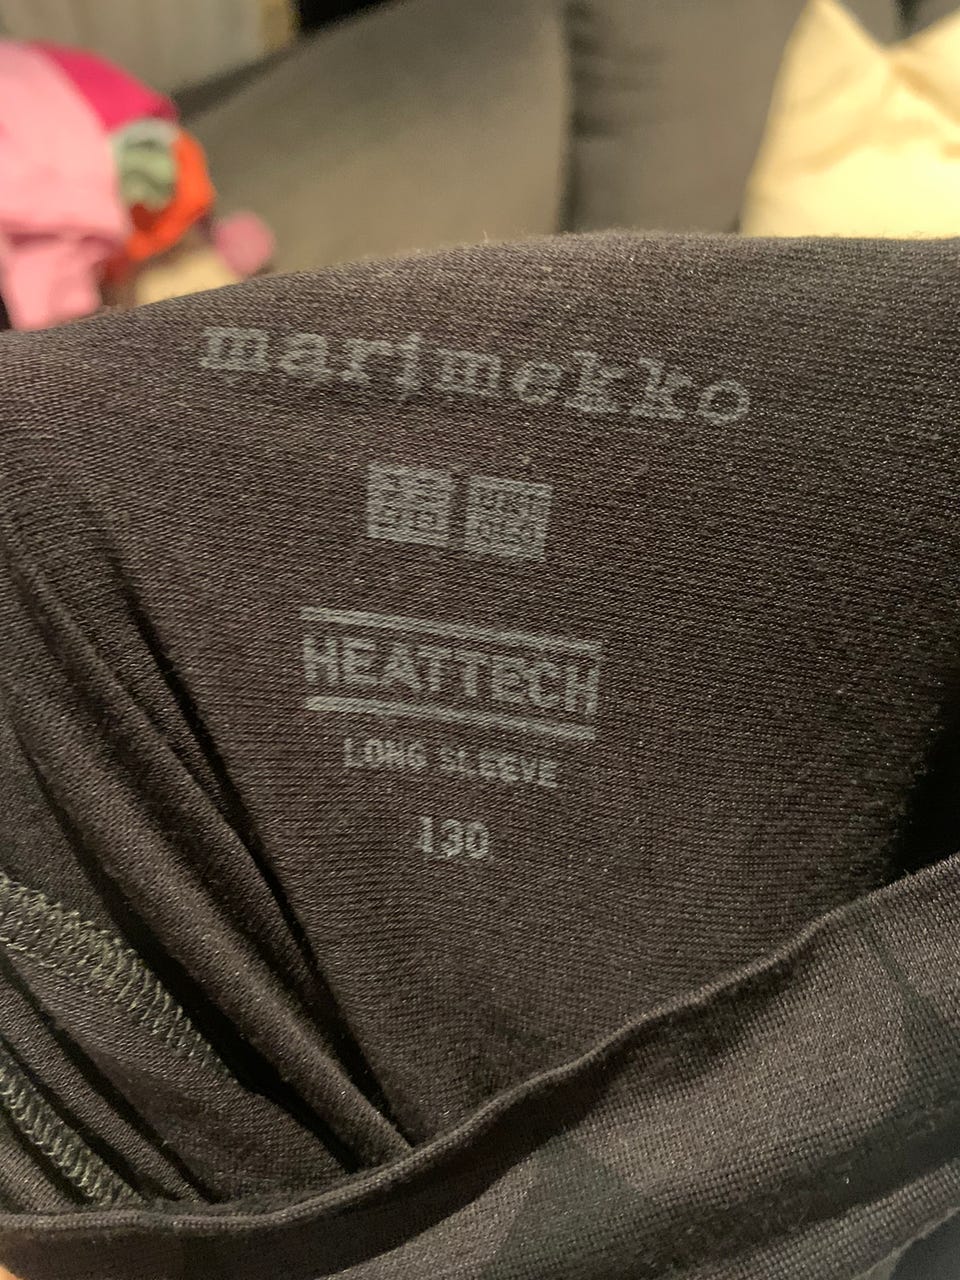 marimekko
HEATTECH
LONG SLEEVE
130